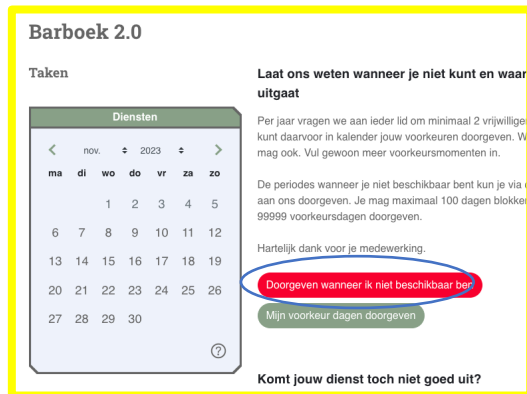 Barboek 2.0
Taken
Diensten
nov. 2023
ma di wo do vr za zo
1 2 3 4 5
6 7 8 9 10 11 12
13 14 15 16 17 18 19
20 21 22 23 24 25 26
27 28 29 30
?
Laat ons weten wanneer je niet kunt en waar
uitgaat
Per jaar vragen we aan ieder lid om minimaal 2 vrijwillige
kunt daarvoor in kalender jouw voorkeuren doorgeven. W
mag ook. Vul gewoon meer voorkeursmomenten in.
De periodes wanneer je niet beschikbaar bent kun je via
aan ons doorgeven. Je mag maximaal 100 dagen blokke
99999 voorkeursdagen doorgeven.
Hartelijk dank voor je medewerking.
Doorgeven wanneer ik niet beschikbaar ben
Mijn voorkeur dagen doorgeven
Komt jouw dienst toch niet goed uit?